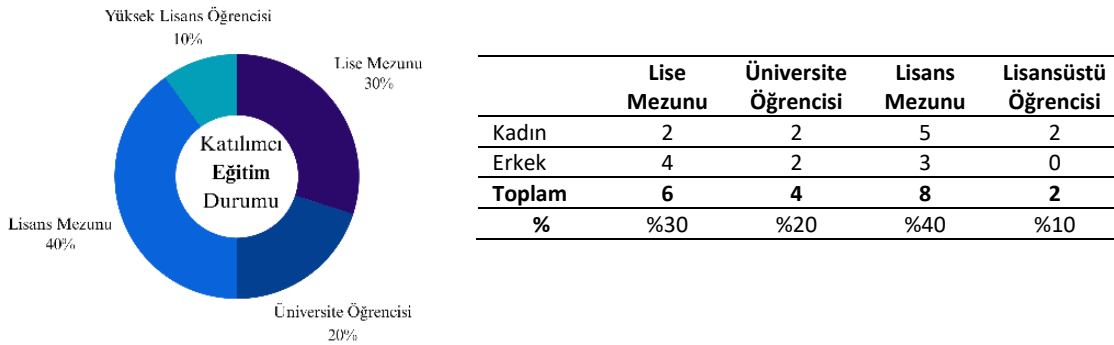 Yüksek Lisans Öğrencisi
10%
Lise Mezunu
30%
Katılımcı
Eğitim
Durumu
Lisans Mezunu
40%
Üniversite Öğrencisi
20%
Lise Üniversite Lisans Lisansüstü
Mezunu Öğrencisi Mezunu Öğrencisi
Kadın 2 2 5 2
Erkek 4 2 3 0
Toplam 6 4 8 2
% %30 %20 %40 %10